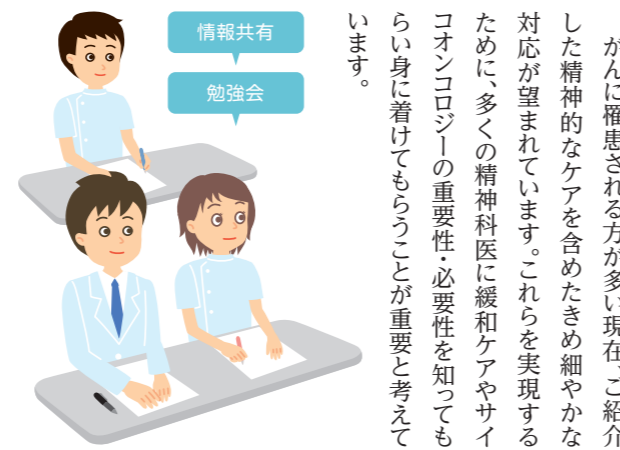 情報共有
勉強会
がんに罹患される方が多い現在、ご紹介
した精神的なケアを含めたきめ細やかな
対応が望まれています。これらを実現する
ために、多くの精神科医に緩和ケアやサイ
コオンコロジーの重要性・必要性を知っても
らい身に着けてもらうことが重要と考えて
います。